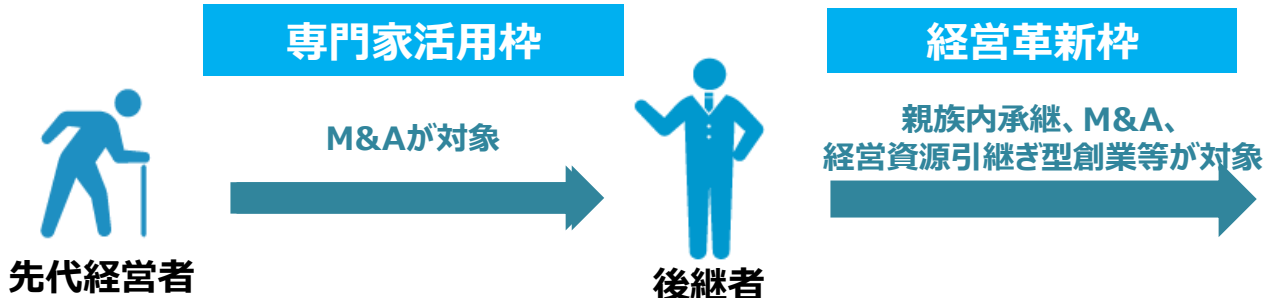 専門家活用枠
経営革新枠
M&Aが対象
親族内承継、M&A、
経営資源引継ぎ型創業等が対象
先代経営者
後継者